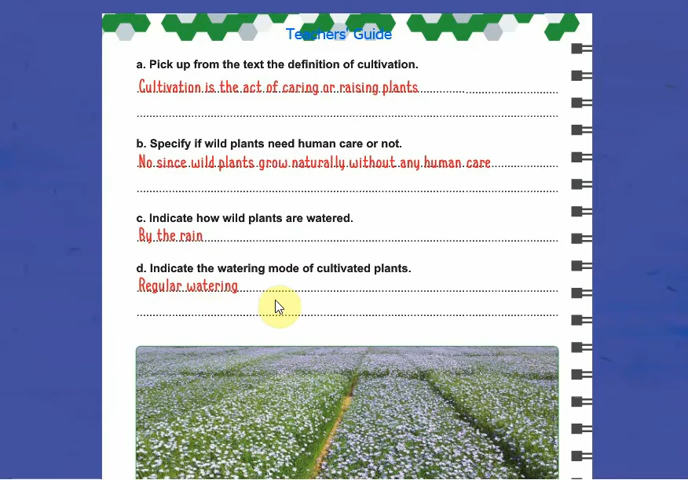 Teachers' Guide
a. Pick up from the text the definition of cultivation.
Cultivation is the act of caring or raising plants
b. Specify if wild plants need human care or not.
No since wild plants grow naturally without any human care
c. Indicate how wild plants are watered.
By the rain
d. Indicate the watering mode of cultivated plants.
Regular watering